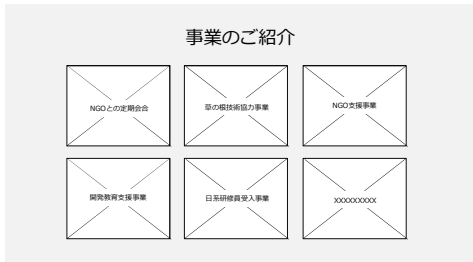 事業のご紹介
NGOとの定期会合
草の根技術協力事業
NGO支援事業
開発教育支援事業
日系研修員受入事業
XXXXXXXXX